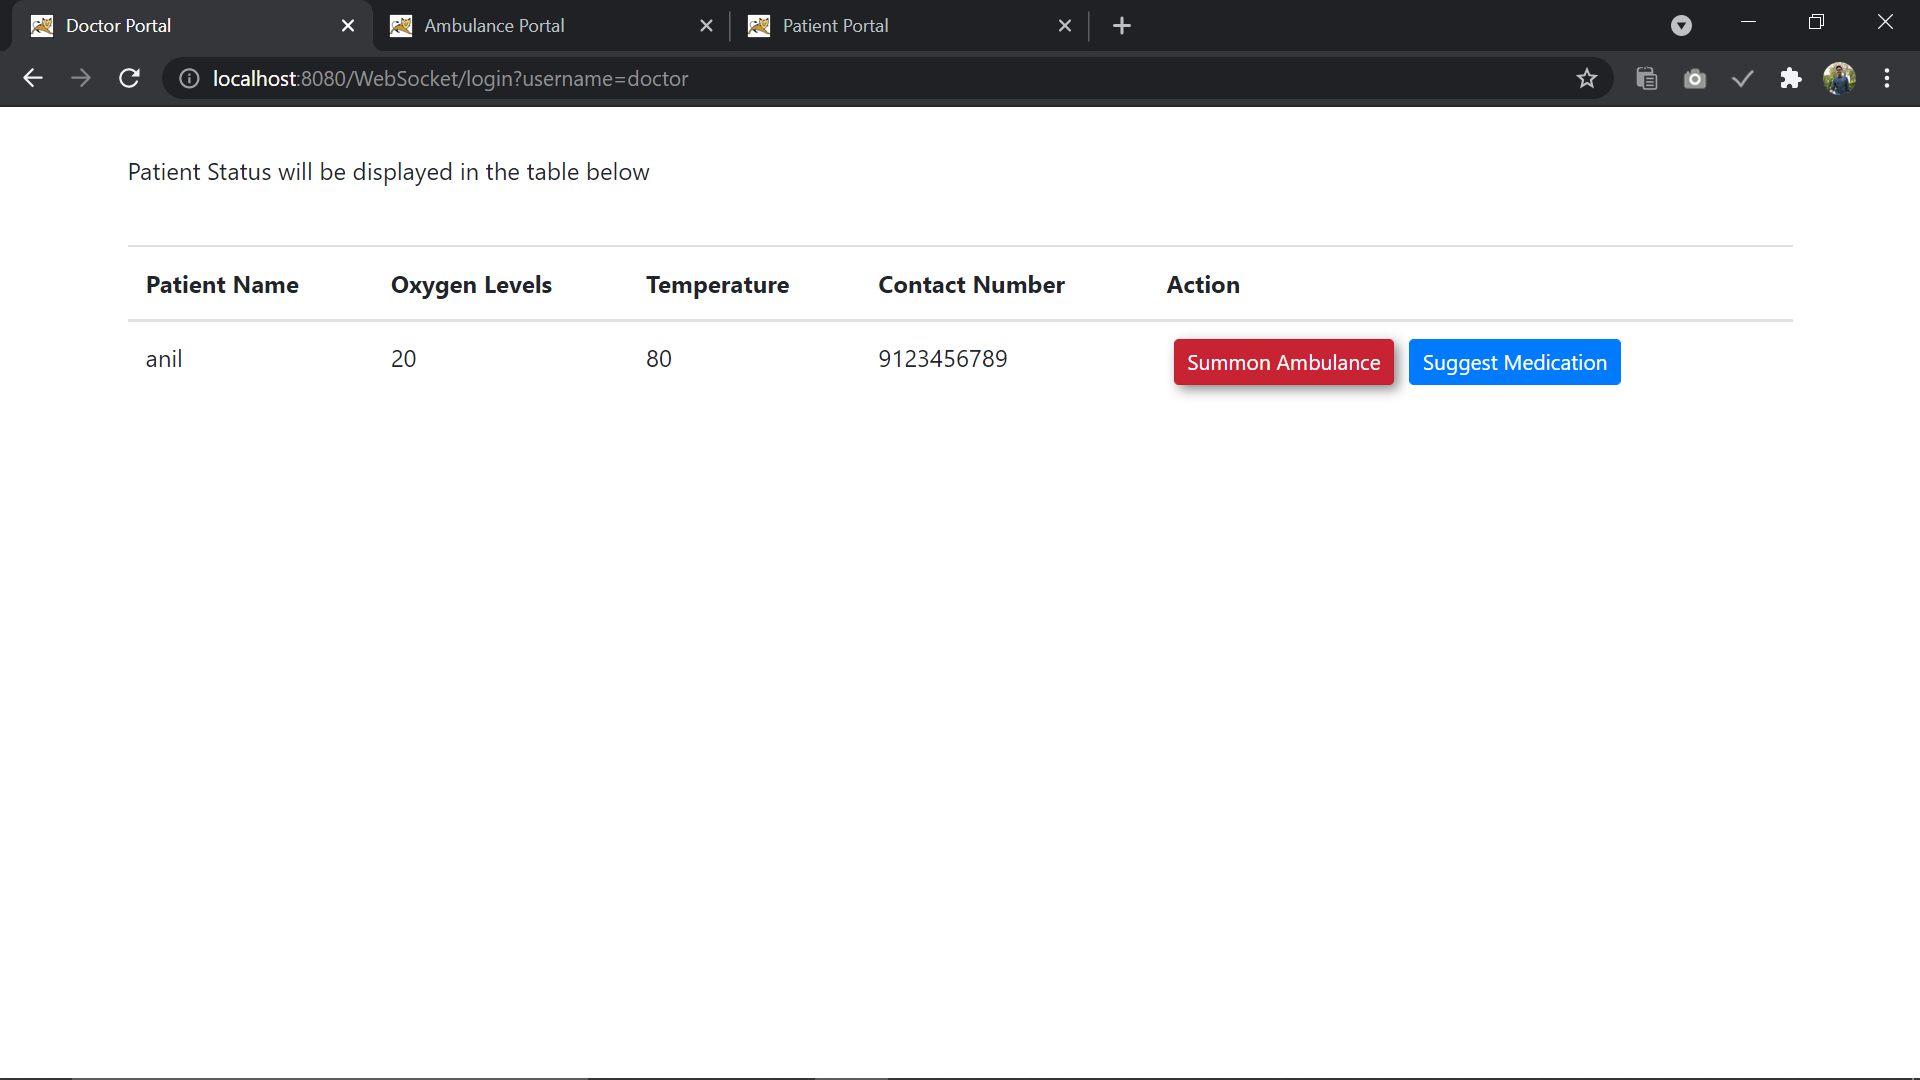 Doctor Portal
Ambulance Portal
Patient Portal
localhost:8080/WebSocket/login?username=doctor
Patient Status will be displayed in the table below
Patient Name Oxygen Levels Temperature Contact Number Action
anil 20 80 9123456789 Summon Ambulance Suggest Medication